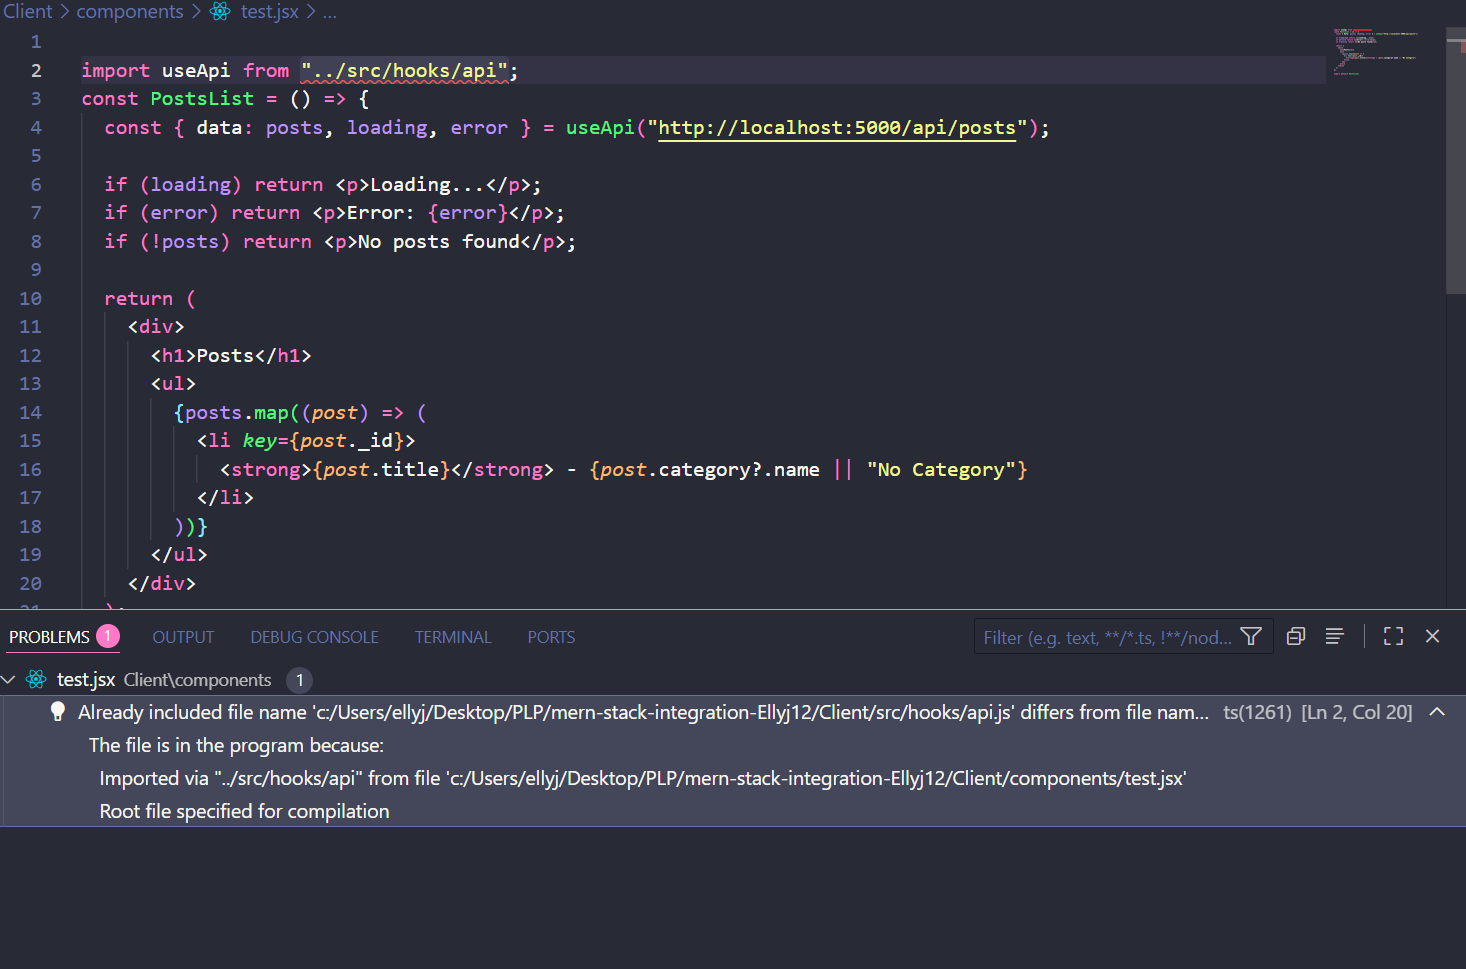 Client > components > test.jsx > ...
1
2 import useApi from "../src/hooks/api";
3 const PostsList = () => {
4 const { data: posts, loading, error } = useApi("http://localhost:5000/api/posts");
5
6 if (loading) return <p>Loading...</p>;
7 if (error) return <p>Error: {error}</p>;
8 if (!posts) return <p>No posts found</p>;
9
10 return (
11 <div>
12 <h1>Posts</h1>
13 <ul>
14 {posts.map((post) => (
15 <li key={post._id}>
16 <strong>{post.title}</strong> - {post.category?.name || "No Category"}
17 </li>
18 ))}
19 </ul>
20 </div>
21 );
PROBLEMS 1 OUTPUT DEBUG CONSOLE TERMINAL PORTS Filter (e.g. text, **/*.ts, !**/nod...
test.jsx Client\components 1
Already included file name 'c:/Users/ellyj/Desktop/PLP/mern-stack-integration-Ellyj12/Client/src/hooks/api.js' differs from file nam... ts(1261) [Ln 2, Col 20]
The file is in the program because:
Imported via "../src/hooks/api" from file 'c:/Users/ellyj/Desktop/PLP/mern-stack-integration-Ellyj12/Client/components/test.jsx'
Root file specified for compilation